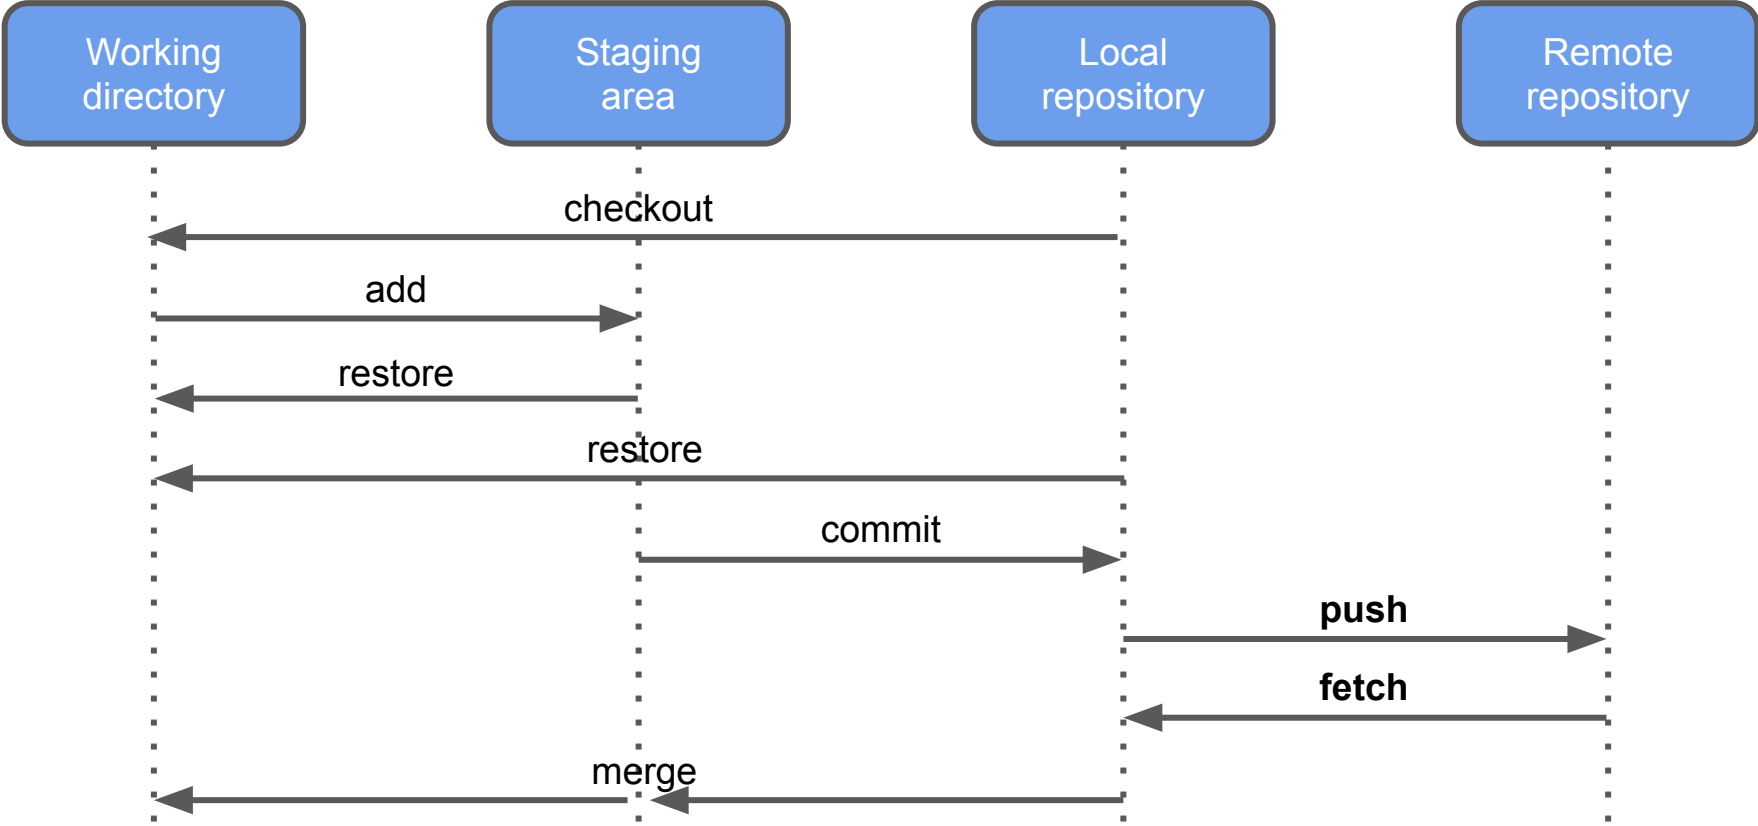 Working
directory
Staging
area
Local
repository
Remote
repository
checkout
add
restore
restore
commit
push
fetch
merge